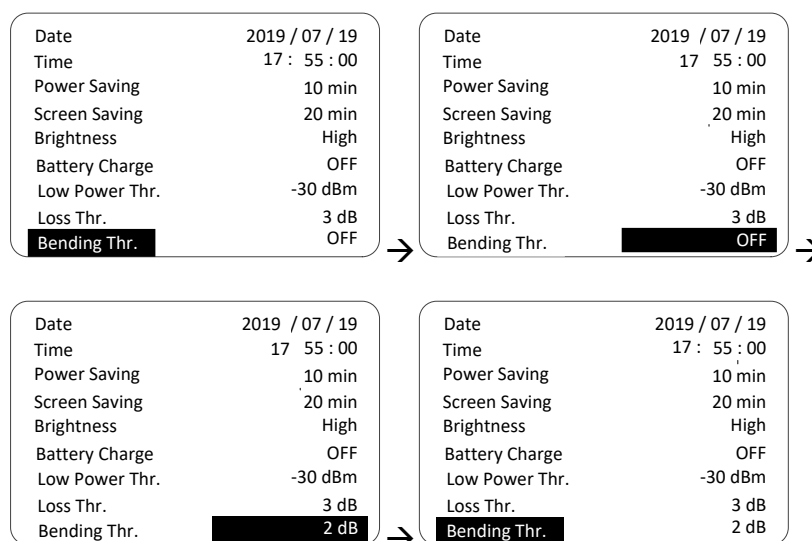 Date 2019 / 07 / 19
Time 17 : 55 : 00
Power Saving 10 min
Screen Saving 20 min
Brightness High
Battery Charge OFF
Low Power Thr. -30 dBm
Loss Thr. 3 dB
Bending Thr. OFF
→
Date 2019 / 07 / 19
Time 17 55 : 00
Power Saving 10 min
Screen Saving 20 min
Brightness High
Battery Charge OFF
Low Power Thr. -30 dBm
Loss Thr. 3 dB
Bending Thr. OFF
→
Date 2019 / 07 / 19
Time 17 55 : 00
Power Saving 10 min
Screen Saving 20 min
Brightness High
Battery Charge OFF
Low Power Thr. -30 dBm
Loss Thr. 3 dB
Bending Thr. 2 dB
→
Date 2019 / 07 / 19
Time 17 : 55 : 00
Power Saving 10 min
Screen Saving 20 min
Brightness High
Battery Charge OFF
Low Power Thr. -30 dBm
Loss Thr. 3 dB
Bending Thr. 2 dB